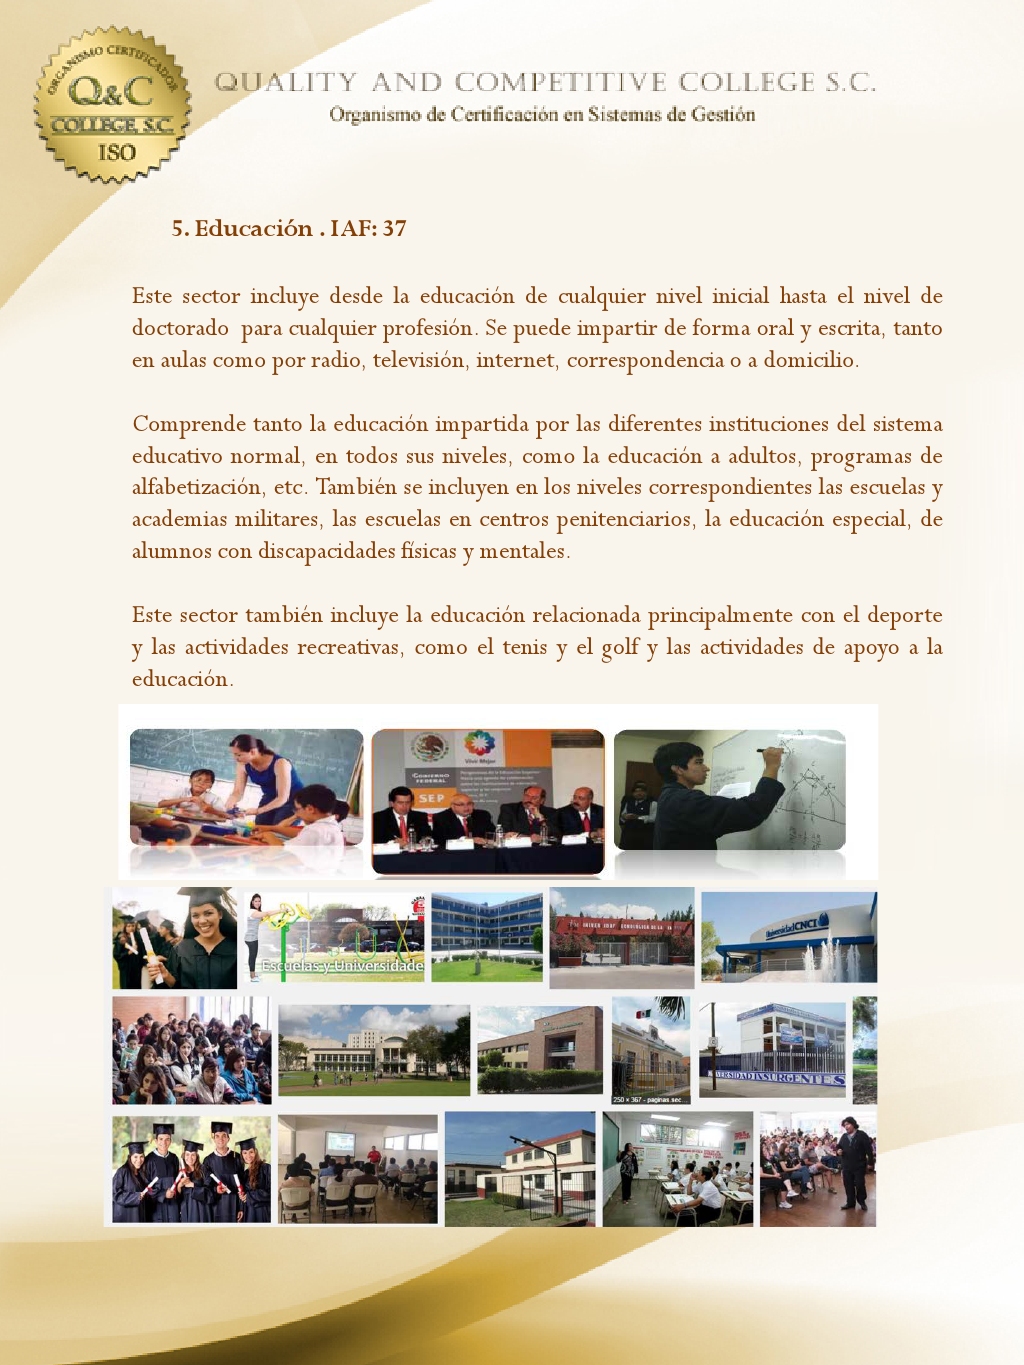 ORGANISMO CERTIFICADOR
Q&C
COLLEGE, S.C.
ISO
QUALITY AND COMPETITIVE COLLEGE S.C.
Organismo de Certificación en Sistemas de Gestión
5. Educación . IAF: 37
Este sector incluye desde la educación de cualquier nivel inicial hasta el nivel de
doctorado para cualquier profesión. Se puede impartir de forma oral y escrita, tanto
en aulas como por radio, televisión, internet, correspondencia o a domicilio.
Comprende tanto la educación impartida por las diferentes instituciones del sistema
educativo normal, en todos sus niveles, como la educación a adultos, programas de
alfabetización, etc. También se incluyen en los niveles correspondientes las escuelas y
academias militares, las escuelas en centros penitenciarios, la educación especial, de
alumnos con discapacidades físicas y mentales.
Este sector también incluye la educación relacionada principalmente con el deporte
y las actividades recreativas, como el tenis y el golf y las actividades de apoyo a la
educación.
Vivir Mejor
GOBIERNO
FEDERAL
SEP
Escuelas y Universidade
Universidad CNCI
250 × 367 - paginas.sec...
INSURGENTES